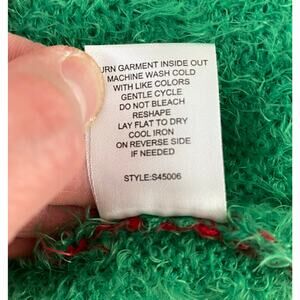 URN GARMENT INSIDE OUT
MACHINE WASH COLD
WITH LIKE COLORS
GENTLE CYCLE
DO NOT BLEACH
RESHAPE
LAY FLAT TO DRY
COOL IRON
ON REVERSE SIDE
IF NEEDED
STYLE:S45006